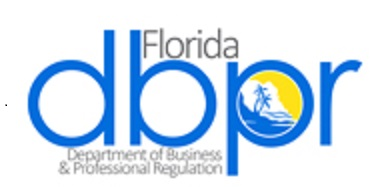 Florida
dbpr
Department of Business
& Professional Regulation